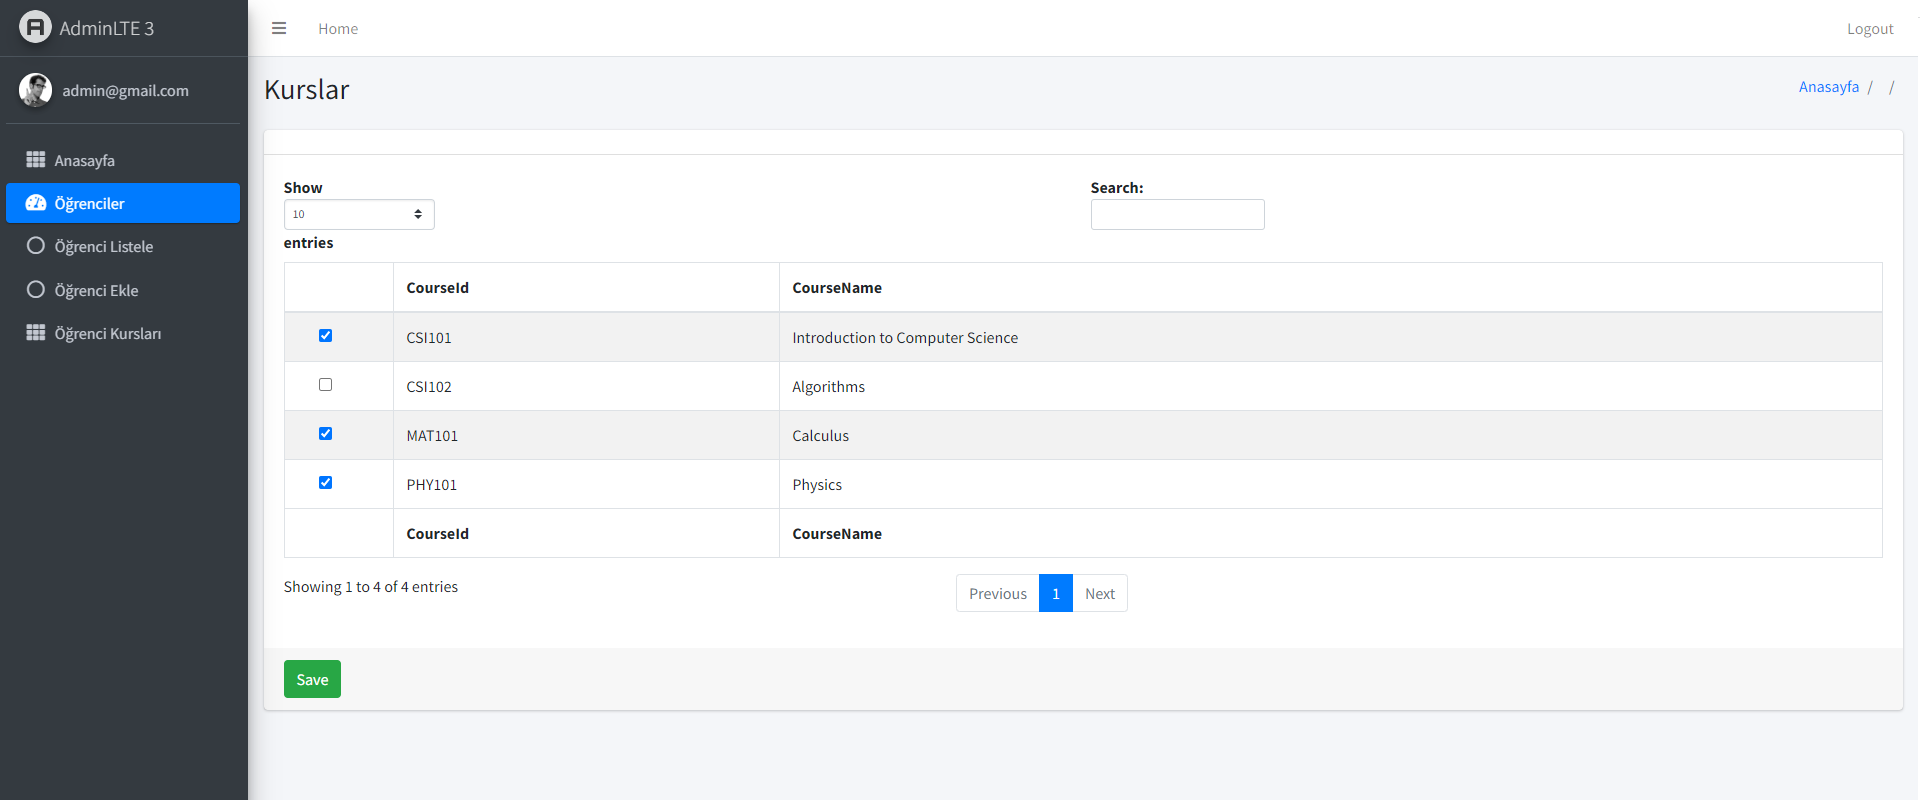 AdminLTE 3
Home
Logout
admin@gmail.com
Kurslar
Anasayfa / /
Anasayfa
Öğrenciler
Öğrenci Listele
Öğrenci Ekle
Öğrenci Kursları
Show
10
entries
Search:
CourseId CourseName
CSI101 Introduction to Computer Science
CSI102 Algorithms
MAT101 Calculus
PHY101 Physics
CourseId CourseName
Showing 1 to 4 of 4 entries
Previous 1 Next
Save